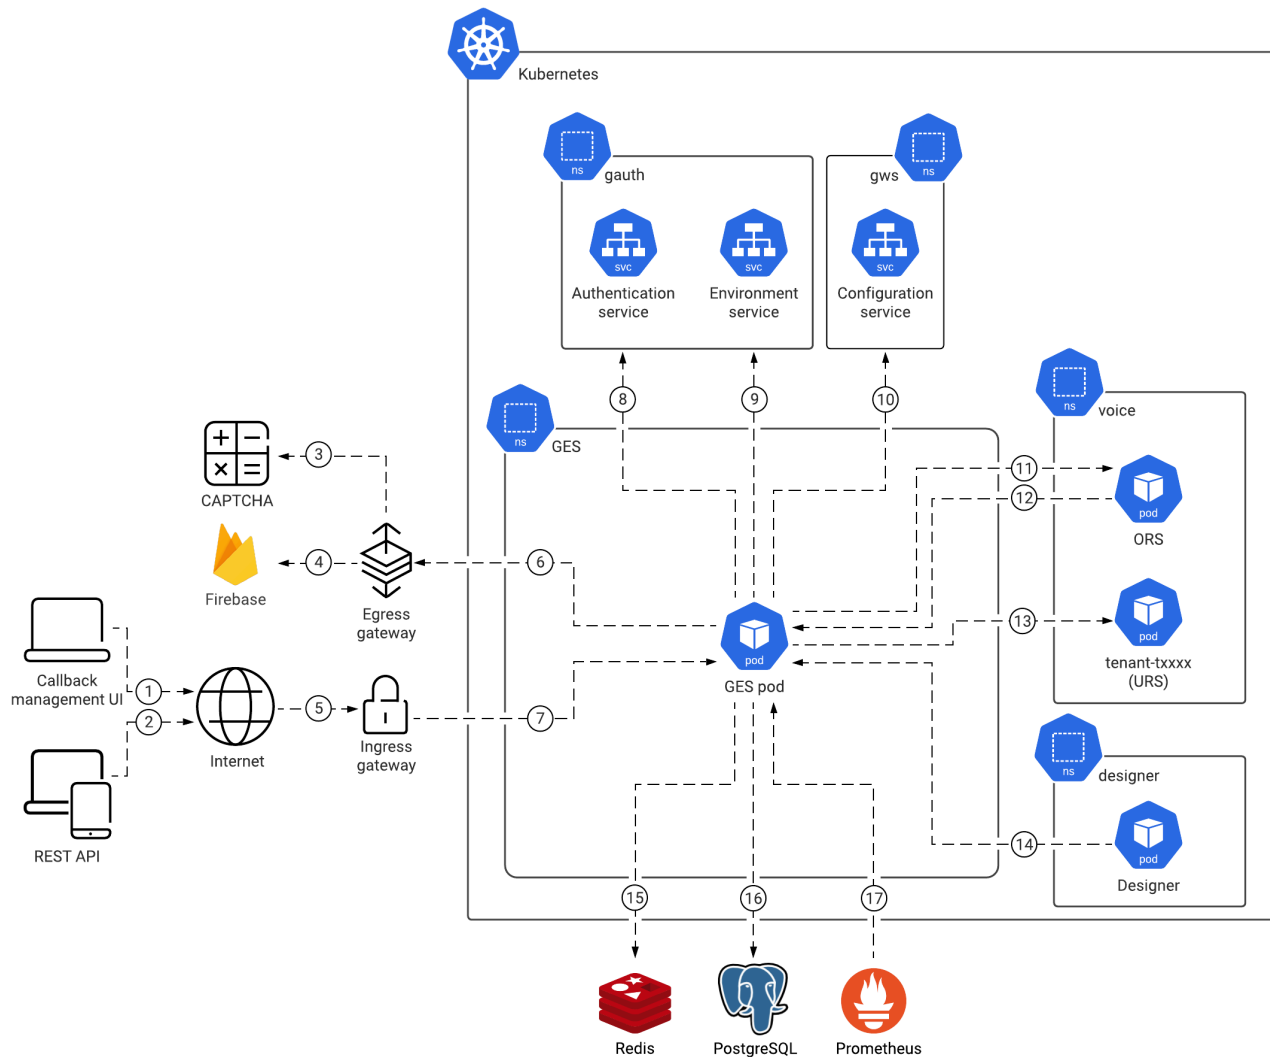 Kubernetes
ns
gauth
gws
ns
svc
Authentication
service
svc
Environment
service
svc
Configuration
service
8
9
10
ns
GES
ns
voice
+ −
× =
CAPTCHA
3
11
12
pod
ORS
4
Firebase
Egress
gateway
6
pod
GES pod
13
pod
tenant-txxxx
(URS)
Callback
management UI
1
2
Internet
5
Ingress
gateway
7
REST API
ns
designer
14
pod
Designer
15
16
17
Redis
PostgreSQL
Prometheus